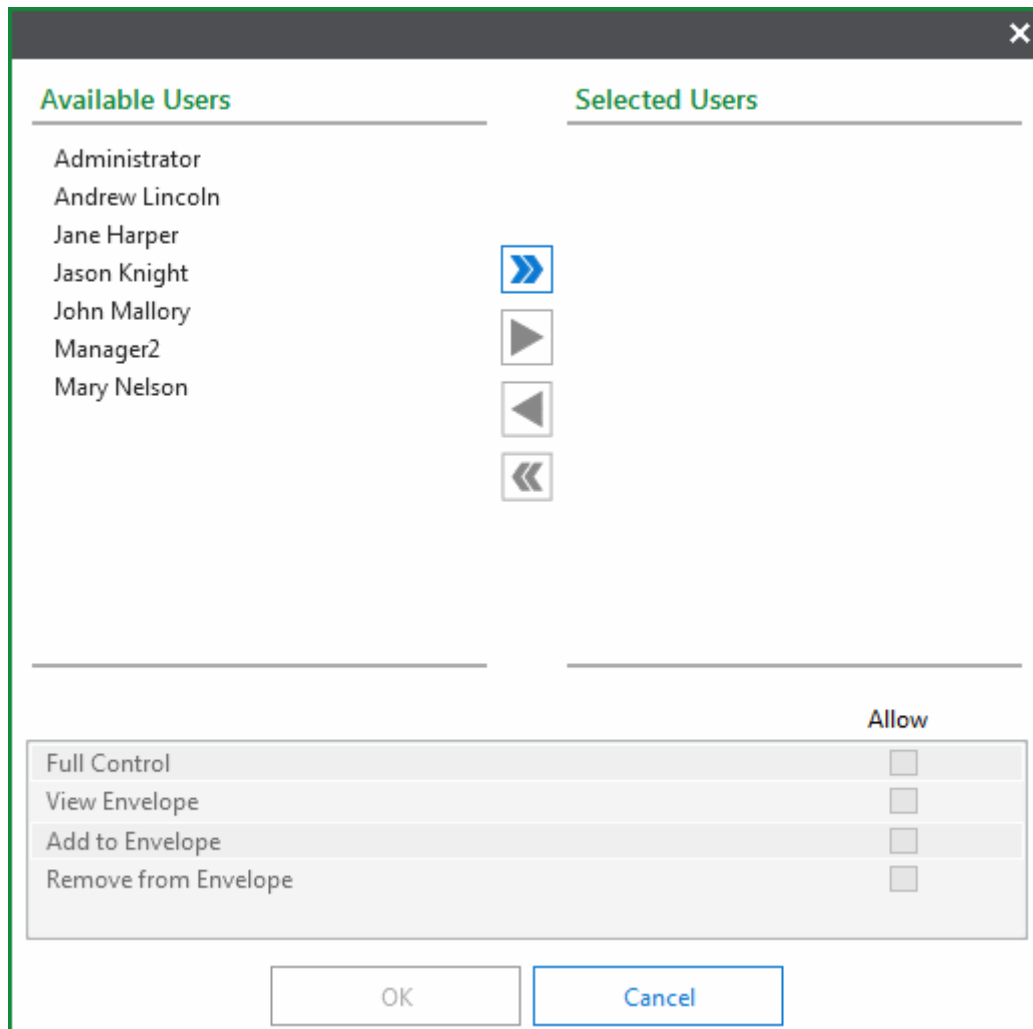 Available Users
Selected Users
Administrator
Andrew Lincoln
Jane Harper
Jason Knight
John Mallory
Manager2
Mary Nelson
Allow
Full Control
View Envelope
Add to Envelope
Remove from Envelope
OK
Cancel